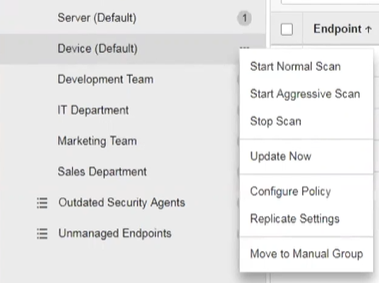 Server (Default)
1
Endpoint ↑
Device (Default)
Development Team
IT Department
Marketing Team
Sales Department
Outdated Security Agents
Unmanaged Endpoints
Start Normal Scan
Start Aggressive Scan
Stop Scan
Update Now
Configure Policy
Replicate Settings
Move to Manual Group